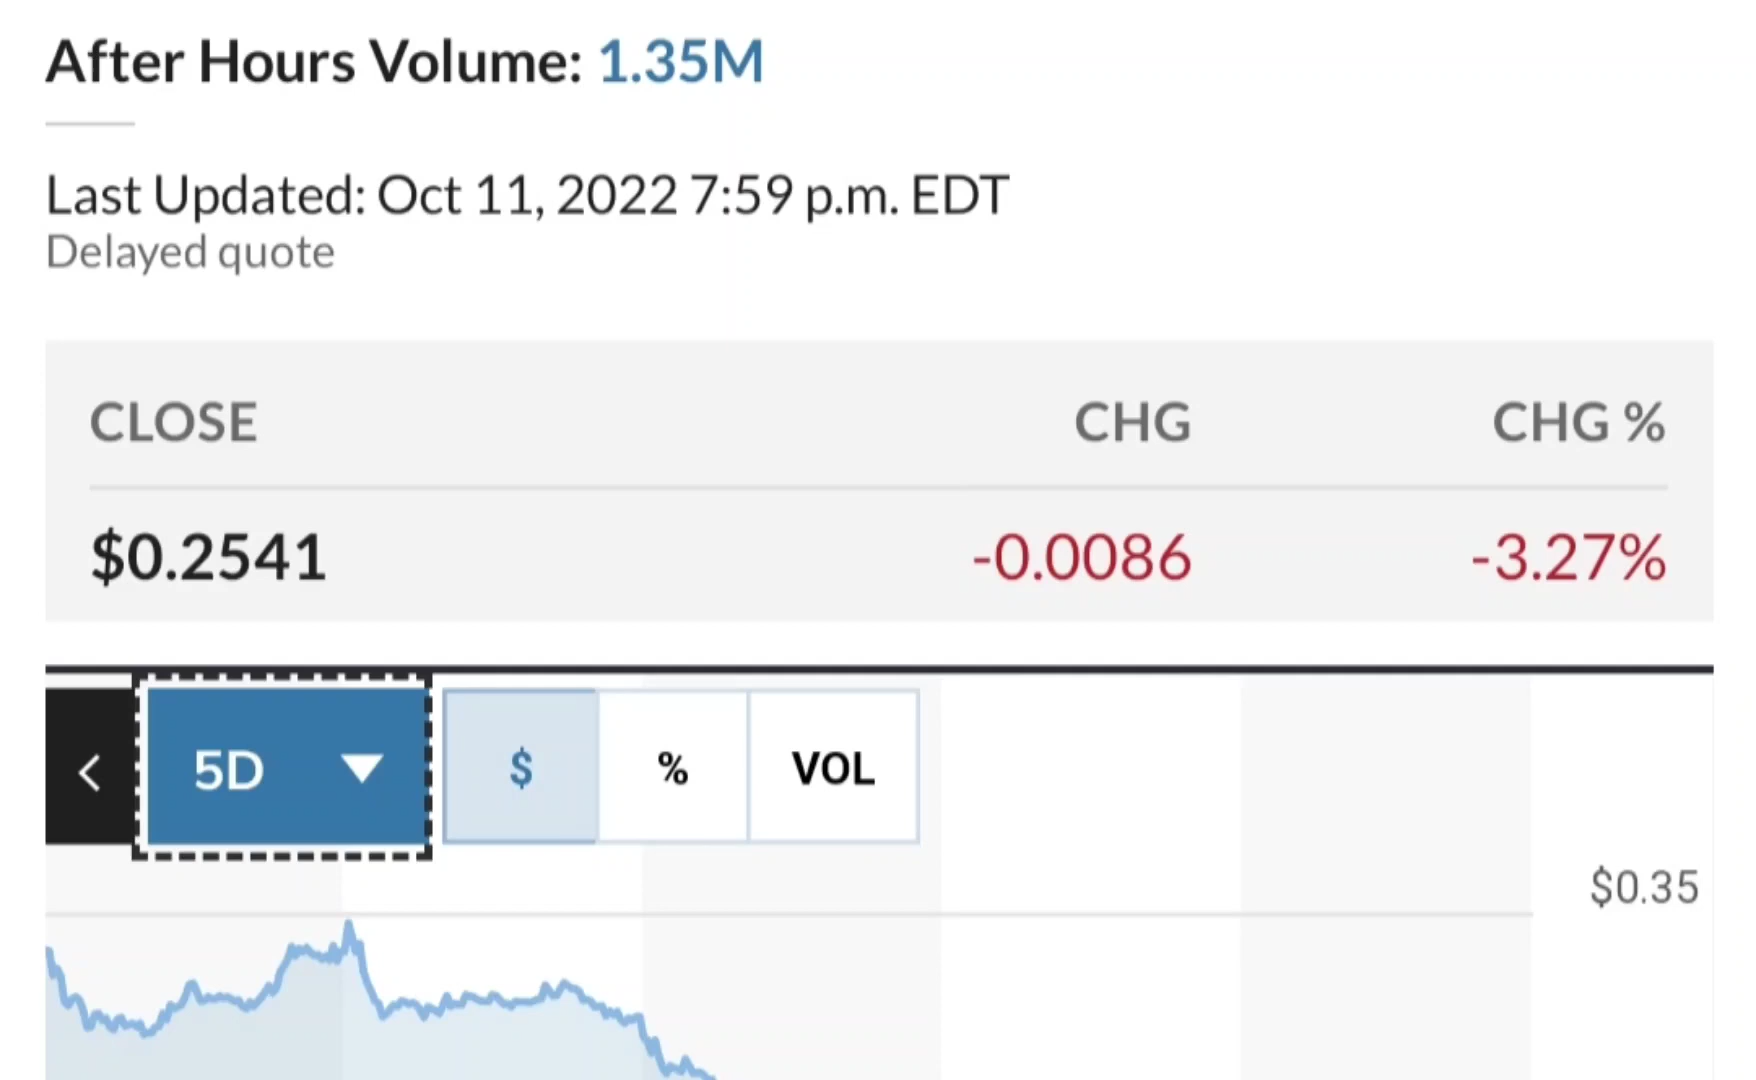 After Hours Volume: 1.35M
Last Updated: Oct 11, 2022 7:59 p.m. EDT
Delayed quote
CLOSE CHG CHG %
$0.2541 -0.0086 -3.27%
5D $ % VOL
$0.35